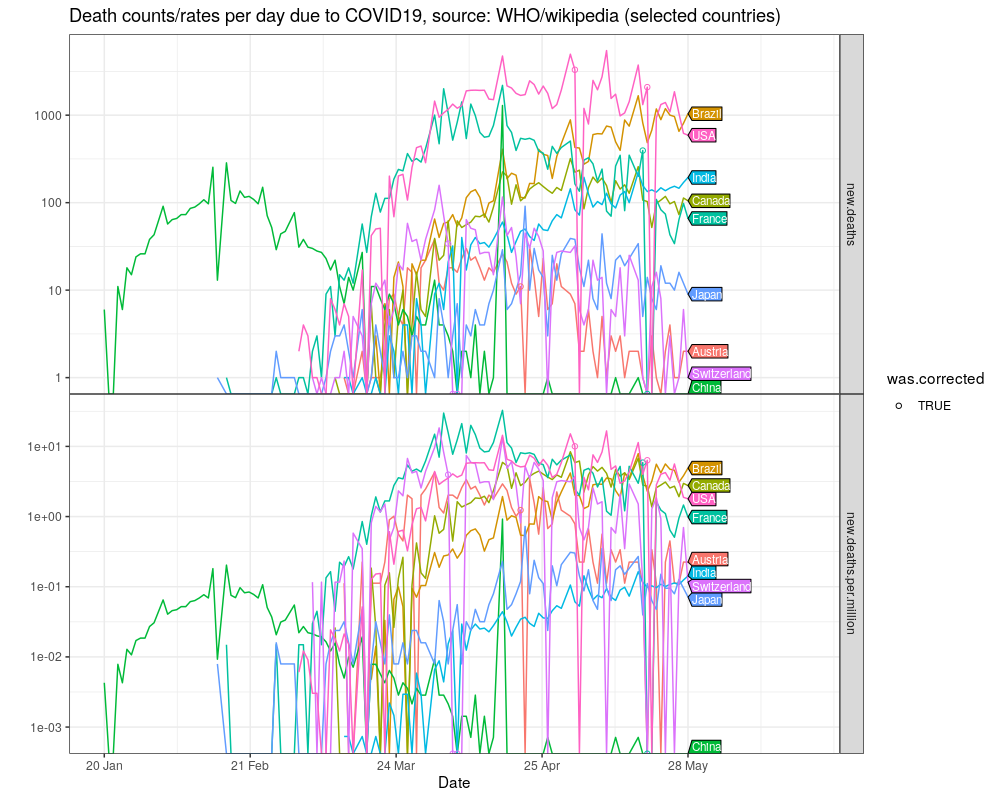 Death counts/rates per day due to COVID19, source: WHO/wikipedia (selected countries)
1000
100
10
1
Brazil
USA
India
Canada
France
Japan
Austria
Switzerland
China
new.deaths
1e+01
1e+00
1e-01
1e-02
1e-03
Brazil
Canada
USA
France
Austria
India
Switzerland
Japan
China
new.deaths.per.million
20 Jan
21 Feb
24 Mar
25 Apr
28 May
Date
was.corrected
TRUE